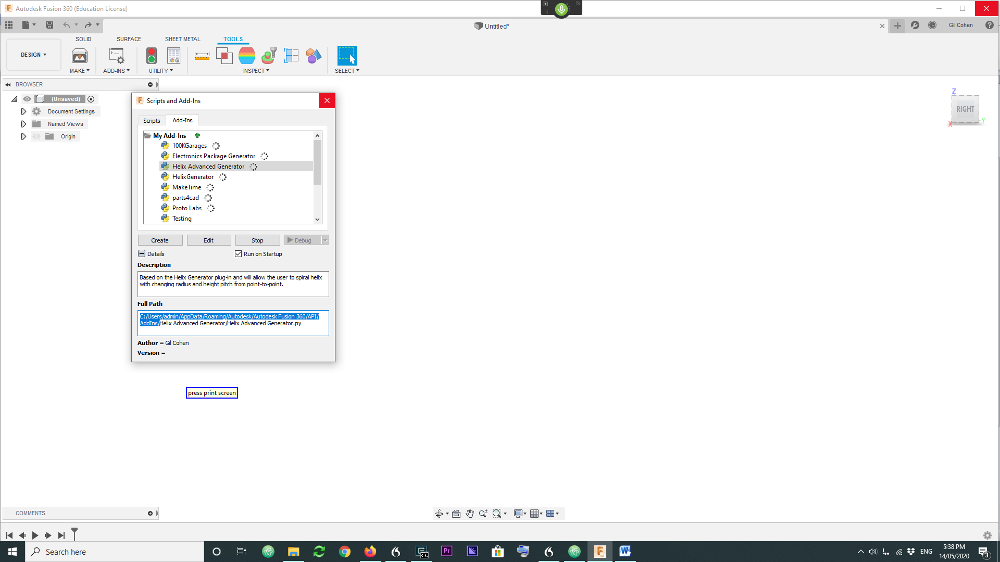 Autodesk Fusion 360 (Education License)
Untitled*
Gil Cohen
SOLID SURFACE SHEET METAL TOOLS
DESIGN
MAKE ADD-INS UTILITY INSPECT SELECT
BROWSER
(Unsaved)
Document Settings
Named Views
Origin
Z
RIGHT
X
Y
Scripts and Add-Ins
Scripts Add-Ins
My Add-Ins
100KGarages
Electronics Package Generator
Helix Advanced Generator
HelixGenerator
MakeTime
parts4cad
Proto Labs
Testing
Create Edit Stop Debug
Details Run on Startup
Description
Based on the Helix Generator plug-in and will allow the user to spiral helix
with changing radius and height pitch from point-to-point.
Full Path
C:/Users/admin/AppData/Roaming/Autodesk/Autodesk Fusion 360/API/
AddIns/Helix Advanced Generator/Helix Advanced Generator.py
Author = Gil Cohen
Version =
press print screen
COMMENTS
Search here
ENG
5:38 PM
14/05/2020
3